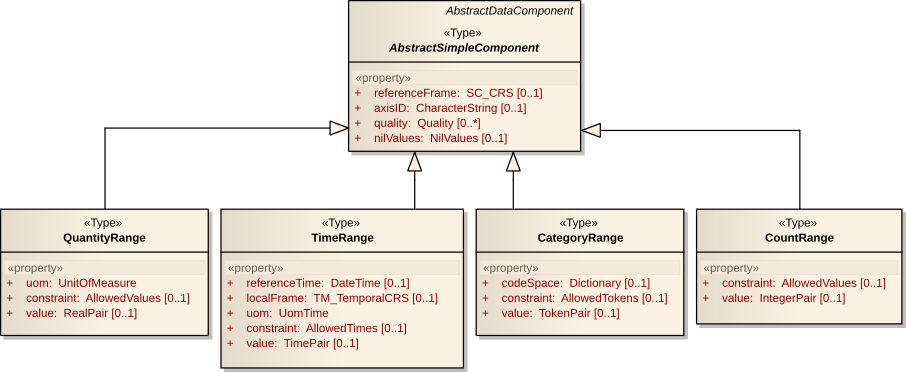 AbstractDataComponent
«Type»
AbstractSimpleComponent
«property»
+ referenceFrame: SC_CRS [0..1]
+ axisID: CharacterString [0..1]
+ quality: Quality [0..*]
+ nilValues: NilValues [0..1]
«Type»
QuantityRange
«property»
+ uom: UnitOfMeasure
+ constraint: AllowedValues [0..1]
+ value: RealPair [0..1]
«Type»
TimeRange
«property»
+ referenceTime: DateTime [0..1]
+ localFrame: TM_TemporalCRS [0..1]
+ uom: UomTime
+ constraint: AllowedTimes [0..1]
+ value: TimePair [0..1]
«Type»
CategoryRange
«property»
+ codeSpace: Dictionary [0..1]
+ constraint: AllowedTokens [0..1]
+ value: TokenPair [0..1]
«Type»
CountRange
«property»
+ constraint: AllowedValues [0..1]
+ value: IntegerPair [0..1]